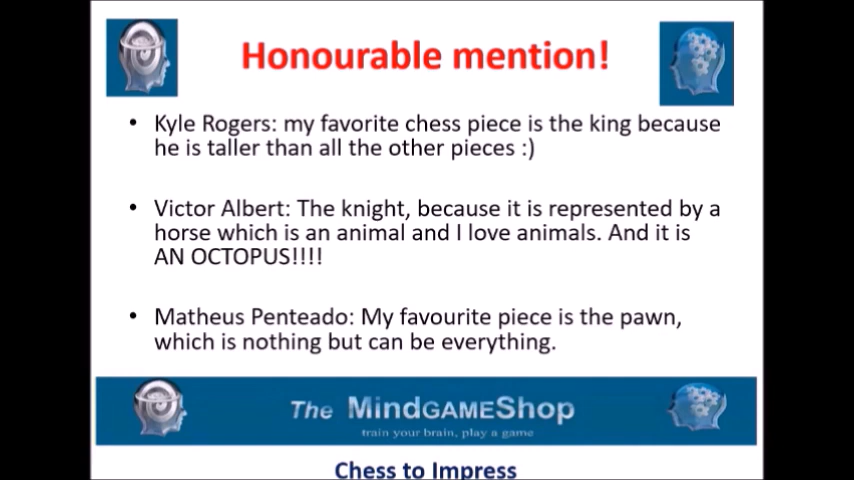 Honourable mention!
• Kyle Rogers: my favorite chess piece is the king because
he is taller than all the other pieces :)
• Victor Albert: The knight, because it is represented by a
horse which is an animal and I love animals. And it is
AN OCTOPUS!!!!
• Matheus Penteado: My favourite piece is the pawn,
which is nothing but can be everything.
The MINDGAMESHOP
train your brain, play a game
Chess to Impress